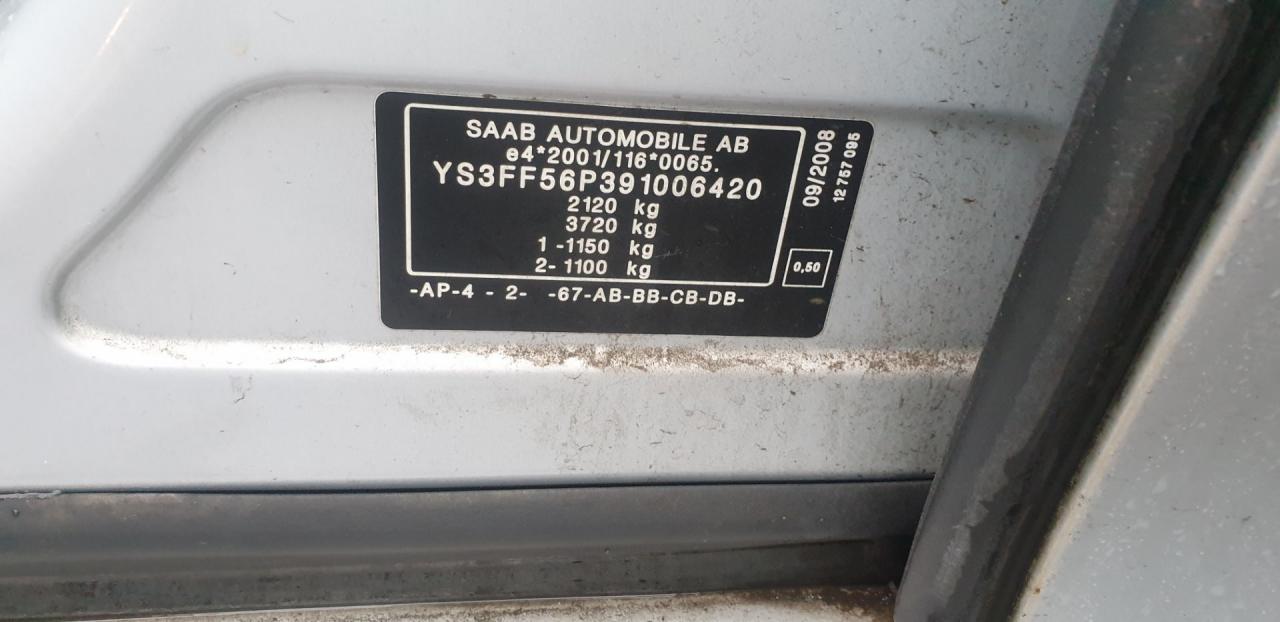 SAAB AUTOMOBILE AB
e4*2001/116*0065.
YS3FF56P391006420
2120 kg
3720 kg
1 -1150 kg
2- 1100 kg
-AP-4 - 2- -67-AB-BB-CB-DB-
09/2008
12 757 095
0,50